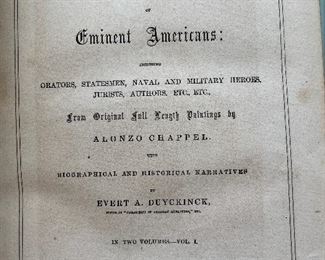 OF
Eminent Americans:
INCLUDING
ORATORS, STATESMEN, NAVAL AND MILITARY HEROES,
JURISTS, AUTHORS, ETC., ETC.,
From Original Full Length Paintings by
ALONZO CHAPPEL.
WITH
BIOGRAPHICAL AND HISTORICAL NARRATIVES
BY
EVERT A. DUYCKINCK,
IN TWO VOLUMES—VOL. I.